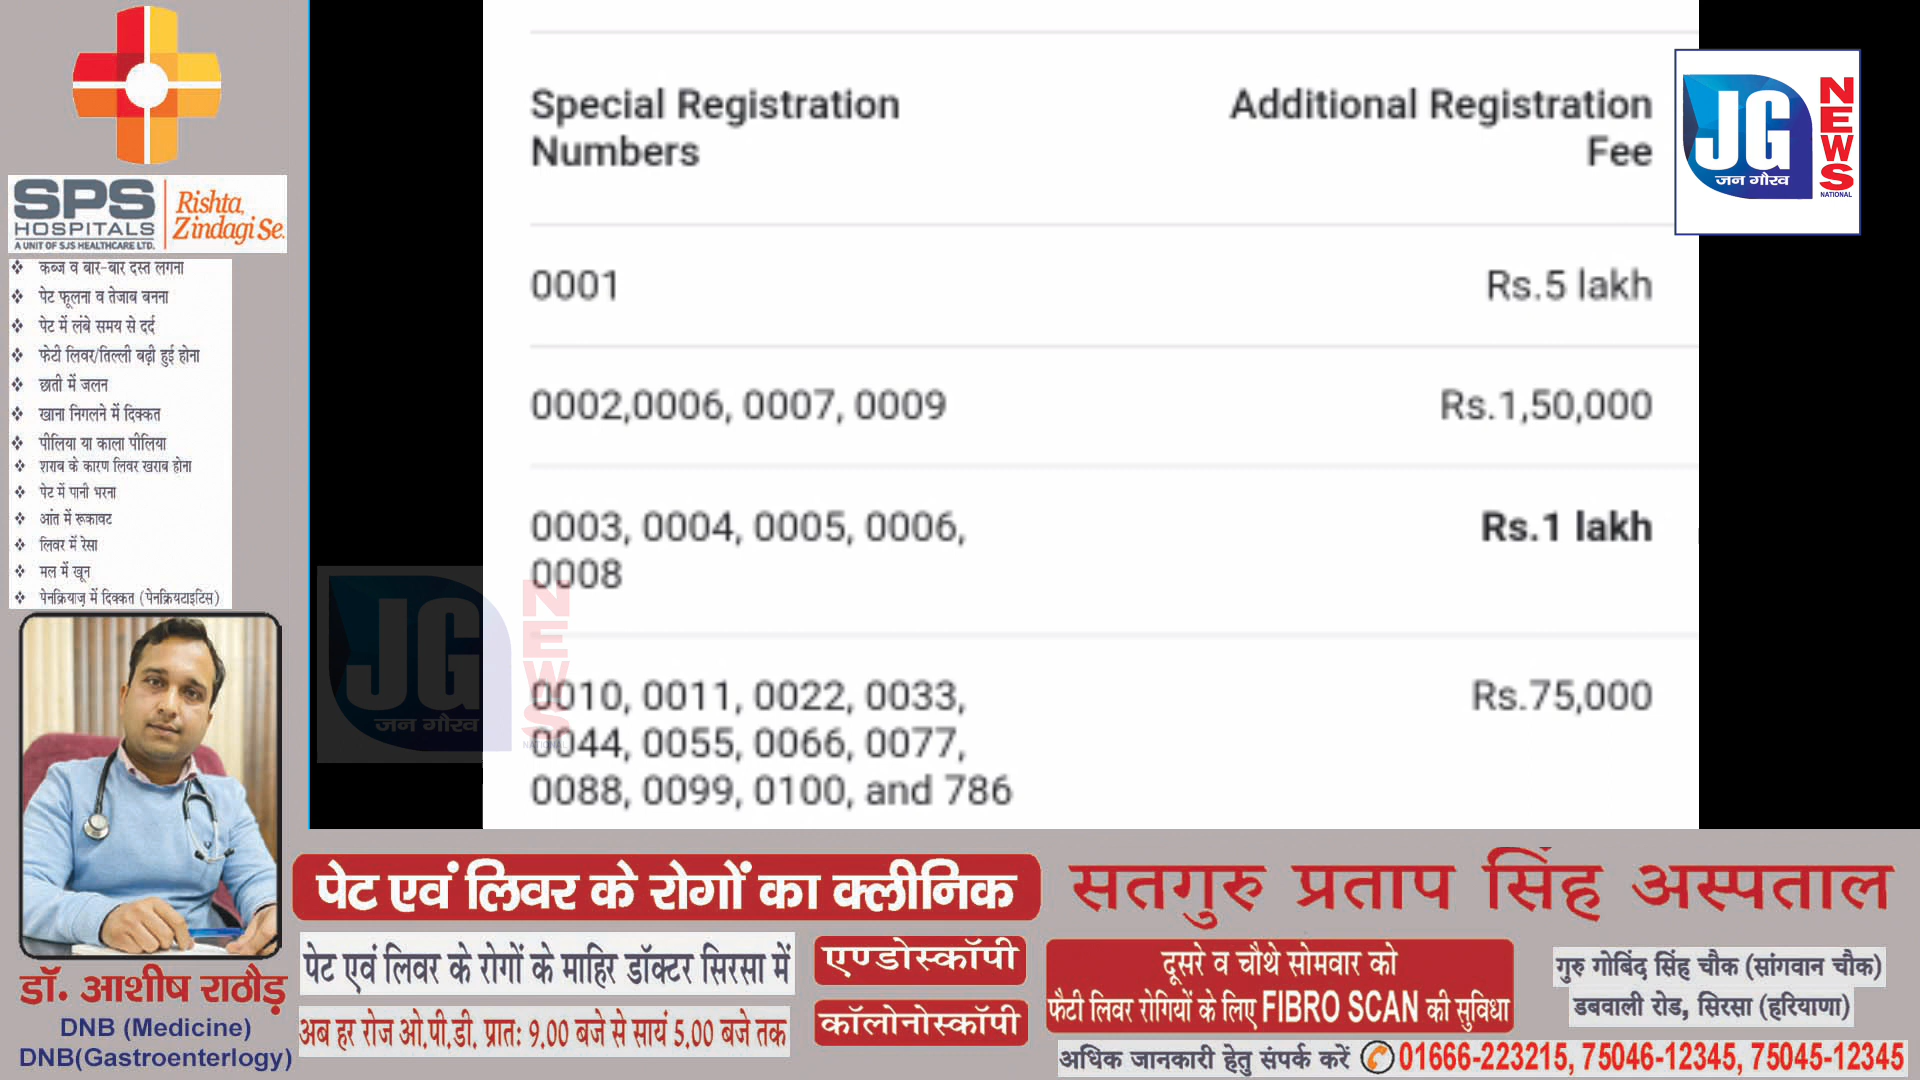 SPS
HOSPITALS
A UNIT OF SJS HEALTHCARE LTD.
Rishta,
Zindagi Se.
❖ कब्ज व बार-बार दस्त लगना
❖ पेट फूलना व तेजाब बनना
❖ पेट में लंबे समय से दर्द
❖ फेटी लिवर/तिल्ली बढ़ी हुई होना
❖ छाती में जलन
❖ खाना निगलने में दिक्कत
❖ पीलिया या काला पीलिया
❖ शराब के कारण लिवर खराब होना
❖ पेट में पानी भरना
❖ आंत में रूकावट
❖ लिवर में रेसा
❖ मल में खून
❖ पेनक्रियाज़ में दिक्कत (पेनक्रियटाइटिस)
डॉ. आशीष राठौड़
DNB (Medicine)
DNB(Gastroenterlogy)
Special Registration
Numbers
Additional Registration
Fee
0001 Rs.5 lakh
0002,0006, 0007, 0009 Rs.1,50,000
0003, 0004, 0005, 0006, Rs.1 lakh
0008
0010, 0011, 0022, 0033, Rs.75,000
0044, 0055, 0066, 0077,
0088, 0099, 0100, and 786
JG
जन गौरव
NEWS
NATIONAL
JG
जन गौरव
NEWS
NATIONAL
पेट एवं लिवर के रोगों का क्लीनिक
पेट एवं लिवर के रोगों के माहिर डॉक्टर सिरसा में
अब हर रोज ओ.पी.डी. प्रातः 9.00 बजे से सायं 5.00 बजे तक
एण्डोस्कॉपी
कॉलोनोस्कॉपी
सतगुरु प्रताप सिंह अस्पताल
दूसरे व चौथे सोमवार को
फैटी लिवर रोगियों के लिए FIBRO SCAN की सुविधा
गुरु गोबिंद सिंह चौक (सांगवान चौक)
डबवाली रोड, सिरसा (हरियाणा)
अधिक जानकारी हेतु संपर्क करें 01666-223215, 75046-12345, 75045-12345